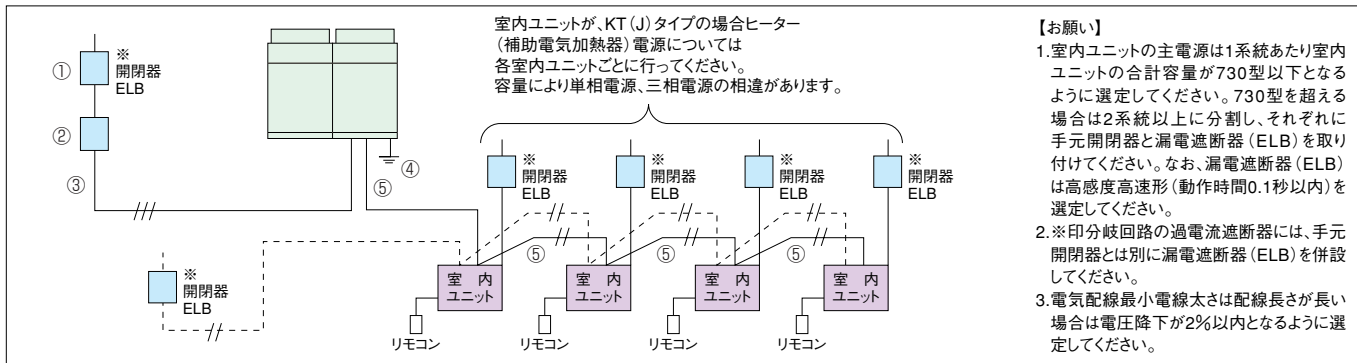 ①
※
開閉器
ELB
②
③
④
⑤
室内ユニットが、KT(J)タイプの場合ヒーター
(補助電気加熱器)電源については
各室内ユニットごとに行ってください。
容量により単相電源、三相電源の相違があります。
※
開閉器
ELB
※
開閉器
ELB
※
開閉器
ELB
※
開閉器
ELB
※
開閉器
ELB
⑤
⑤
⑤
室 内
ユニット
室 内
ユニット
室 内
ユニット
室 内
ユニット
リモコン
リモコン
リモコン
リモコン
【お願い】
1.室内ユニットの主電源は1系統あたり室内
ユニットの合計容量が730型以下となる
ように選定してください。730型を超える
場合は2系統以上に分割し、それぞれに
手元開閉器と漏電遮断器(ELB)を取り
付けてください。なお、漏電遮断器(ELB)
は高感度高速形(動作時間0.1秒以内)を
選定してください。
2.※印分岐回路の過電流遮断器には、手元
開閉器とは別に漏電遮断器(ELB)を併設
してください。
3.電気配線最小電線太さは配線長さが長い
場合は電圧降下が2%以内となるように選
定してください。